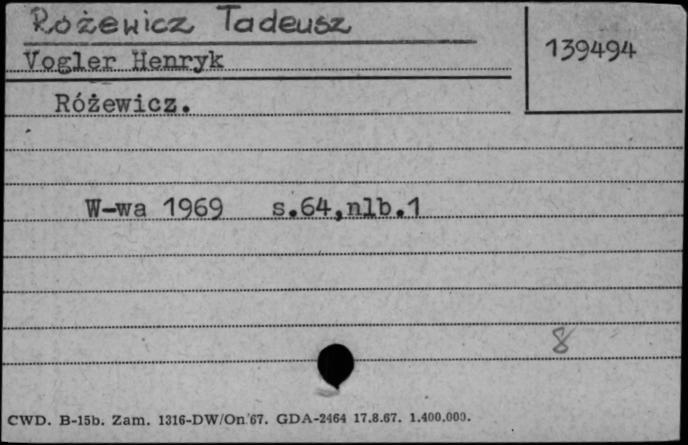 Różewicz Tadeusz
139494
Vogler Henryk
Różewicz.
W-wa 1969 s.64,nlb.1
8
CWD. B-15b. Zam. 1316-DW/On.67. GDA-2464 17.8.67. 1.400.000.